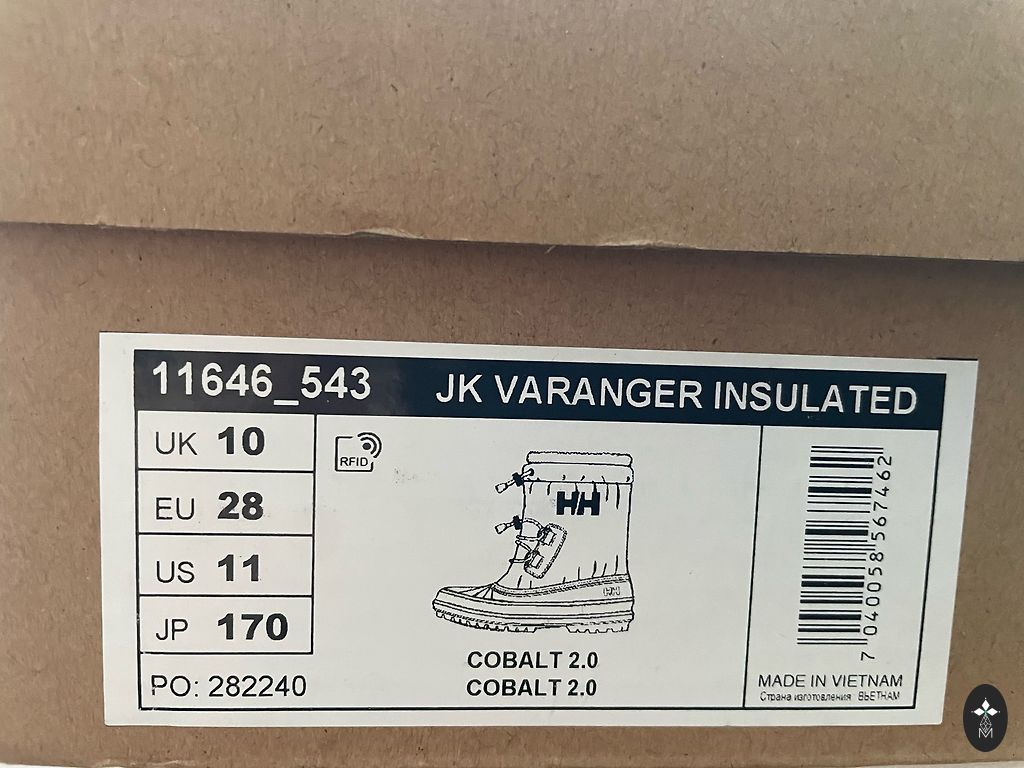 11646_543 JK VARANGER INSULATED
UK 10
EU 28
US 11
JP 170
PO: 282240
RFID
HH
HH
COBALT 2.0
COBALT 2.0
7 040058 567462
MADE IN VIETNAM
Страна изготовления: ВЬЕТНАМ
M